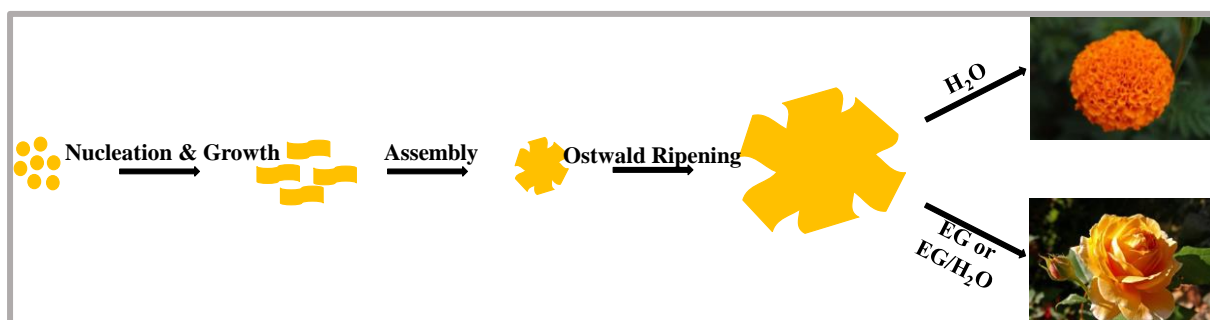 Nucleation & Growth
Assembly
Ostwald Ripening
H₂O
EG or
EG/H₂O